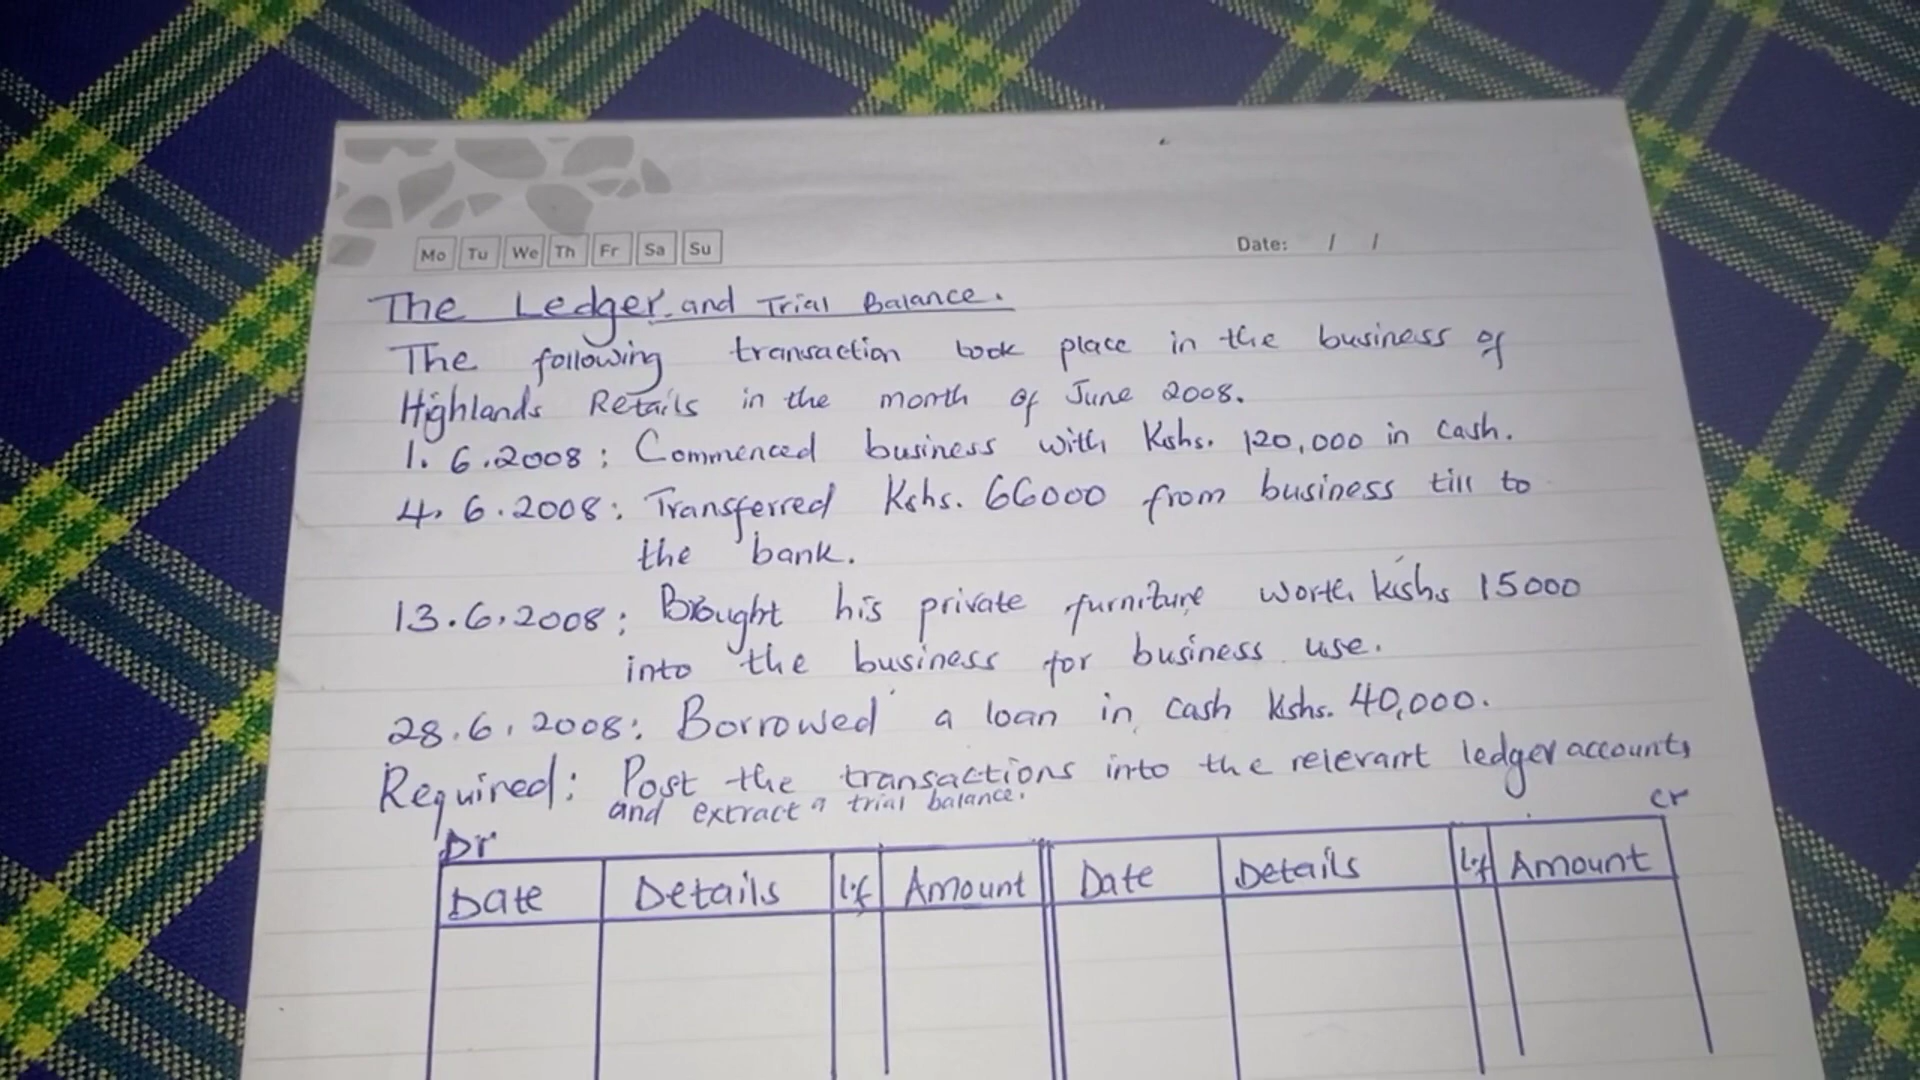 Mo Tu We Th Fr Sa Su
Date: / /
The Ledger and Trial Balance.
The following transaction took place in the business of
Highlands Retails in the month of June 2008.
1. 6.2008: Commenced business with Kshs. 120,000 in cash.
4. 6.2008: Transferred Kshs. 66000 from business till to
the bank.
13.6.2008: Brought his private furniture worth kshs 15000
into the business for business use.
28.6.2008: Borrowed a loan in cash Kshs. 40,000.
Required: Post the transactions into the relevant ledger accounts
and extract a trial balance.
Dr Cr
Date Details l.f Amount Date Details l.f Amount